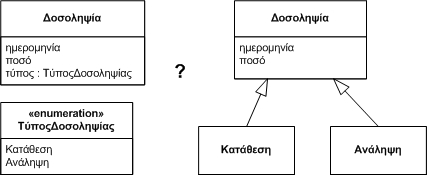 Δοσοληψία
ημερομηνία
ποσό
τύπος : ΤύποςΔοσοληψίας
«enumeration»
ΤύποςΔοσοληψίας
Κατάθεση
Ανάληψη
?
Δοσοληψία
ημερομηνία
ποσό
Κατάθεση
Ανάληψη